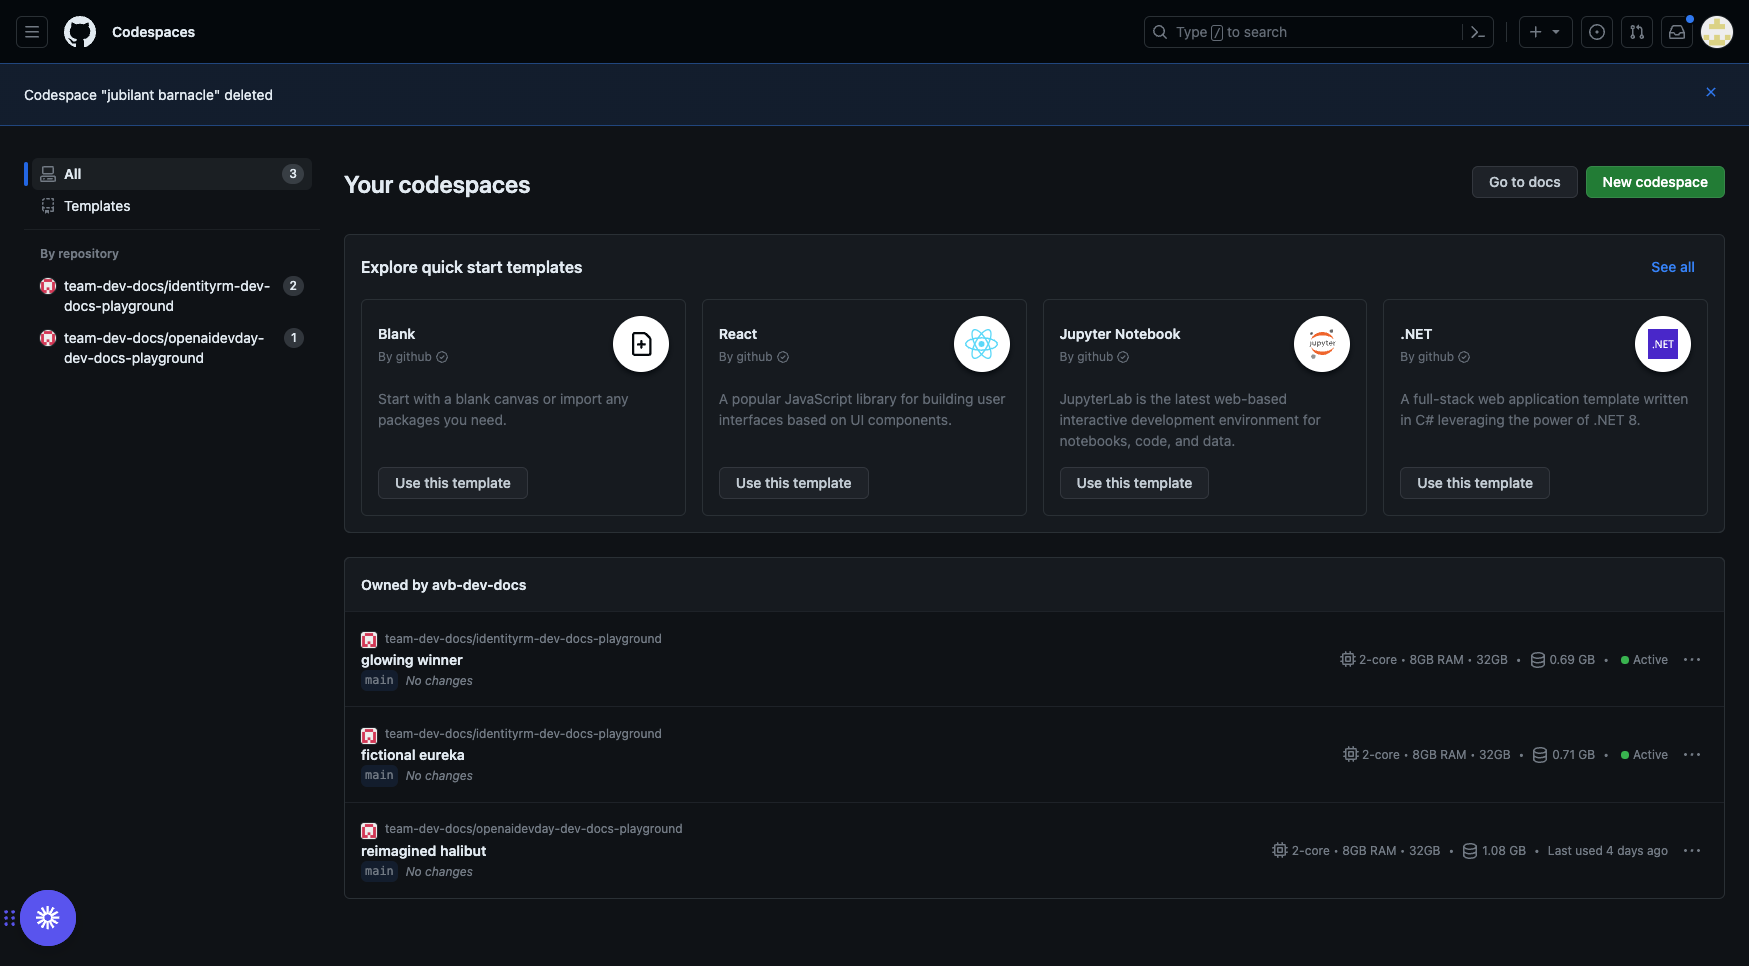 Codespaces
Type / to search
Codespace "jubilant barnacle" deleted
All 3
Templates
By repository
team-dev-docs/identityrm-dev- 2
docs-playground
team-dev-docs/openaidevday- 1
dev-docs-playground
Your codespaces
Go to docs
New codespace
Explore quick start templates
See all
Blank
By github
Start with a blank canvas or import any
packages you need.
Use this template
React
By github
A popular JavaScript library for building user
interfaces based on UI components.
Use this template
Jupyter Notebook
By github
jupyter
JupyterLab is the latest web-based
interactive development environment for
notebooks, code, and data.
Use this template
.NET
By github
.NET
A full-stack web application template written
in C# leveraging the power of .NET 8.
Use this template
Owned by avb-dev-docs
team-dev-docs/identityrm-dev-docs-playground
glowing winner
main No changes
2-core • 8GB RAM • 32GB • 0.69 GB • Active
team-dev-docs/identityrm-dev-docs-playground
fictional eureka
main No changes
2-core • 8GB RAM • 32GB • 0.71 GB • Active
team-dev-docs/openaidevday-dev-docs-playground
reimagined halibut
main No changes
2-core • 8GB RAM • 32GB • 1.08 GB • Last used 4 days ago